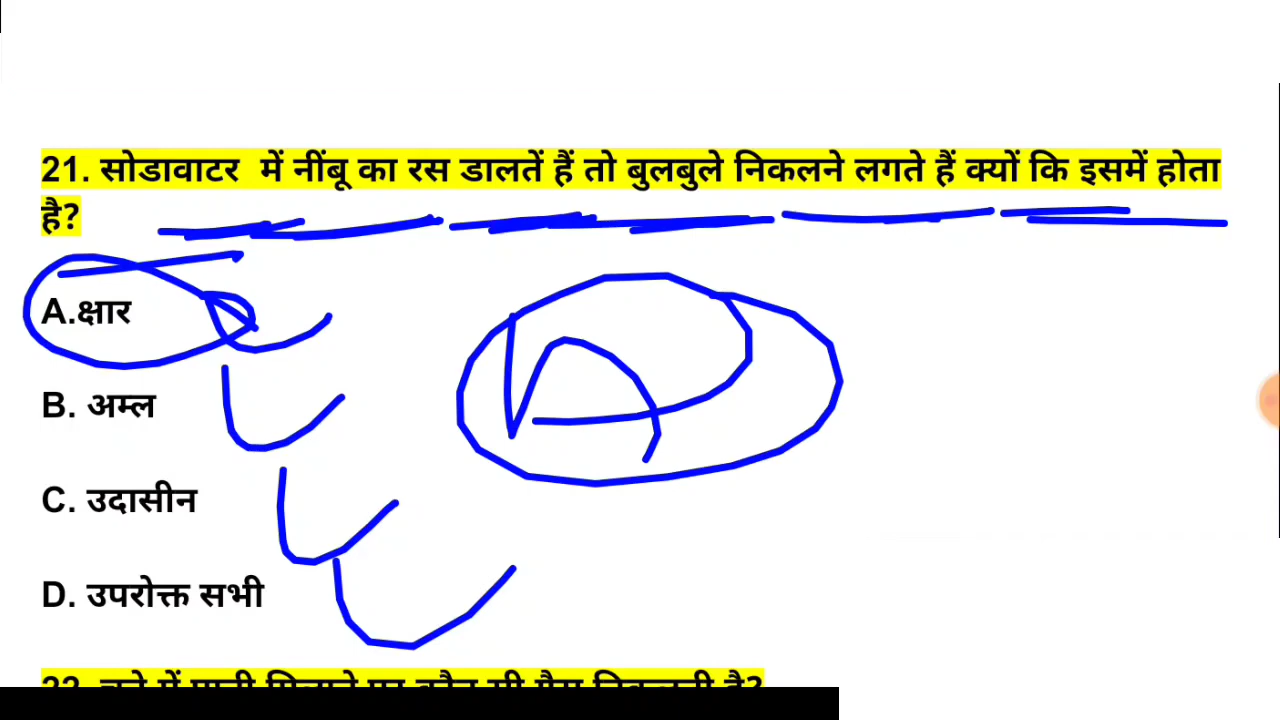 21. सोडावाटर में नींबू का रस डालतें हैं तो बुलबुले निकलने लगते हैं क्यों कि इसमें होता
है?
A.क्षार
B. अम्ल
C. उदासीन
D. उपरोक्त सभी